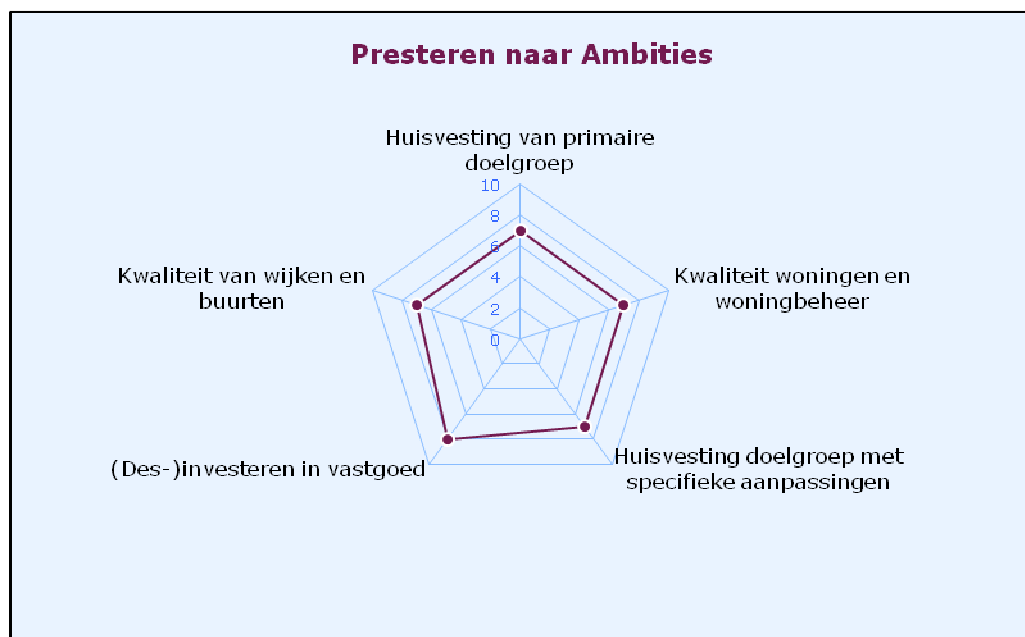 Presteren naar Ambities
Huisvesting van primaire
doelgroep
10
8
6
4
2
0
Kwaliteit van wijken en
buurten
Kwaliteit woningen en
woningbeheer
(Des-)investeren in vastgoed
Huisvesting doelgroep met
specifieke aanpassingen